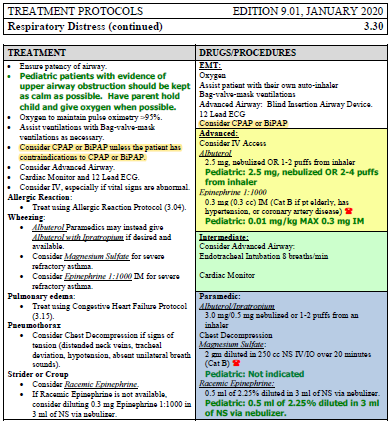 TREATMENT PROTOCOLS EDITION 9.01, JANUARY 2020
Respiratory Distress (continued) 3.30
TREATMENT
• Ensure patency of airway.
• Pediatric patients with evidence of
upper airway obstruction should be kept
as calm as possible. Have parent hold
child and give oxygen when possible.
• Oxygen to maintain pulse oximetry >95%.
• Assist ventilations with Bag-valve-mask
ventilations as necessary.
• Consider CPAP or BiPAP unless the patient has
contraindications to CPAP or BiPAP.
• Consider Advanced Airway.
• Cardiac Monitor and 12 Lead ECG.
• Consider IV, especially if vital signs are abnormal.
Allergic Reaction:
• Treat using Allergic Reaction Protocol (3.04).
Wheezing:
• Albuterol Paramedics may instead give
Albuterol with Ipratropium if desired and
available.
• Consider Magnesium Sulfate for severe
refractory asthma.
• Consider Epinephrine 1:1000 IM for severe
refractory asthma.
Pulmonary edema:
• Treat using Congestive Heart Failure Protocol
(3.15).
Pneumothorax
• Consider Chest Decompression if signs of
tension (distended neck veins, tracheal
deviation, hypotension, absent unilateral breath
sounds).
Strider or Croup
• Consider Racemic Epinephrine.
• If Racemic Epinephrine is not available,
consider diluting 0.3 mg Epinephrine 1:1000 in
3 ml of NS via nebulizer.
DRUGS/PROCEDURES
EMT:
Oxygen
Assist patient with their own auto-inhaler
Bag-valve-mask ventilations
Advanced Airway: Blind Insertion Airway Device.
12 Lead ECG
Consider CPAP or BiPAP
Advanced:
Consider IV Access
Albuterol
2.5 mg, nebulized OR 1-2 puffs from inhaler
Pediatric: 2.5 mg, nebulized OR 2-4 puffs
from inhaler
Epinephrine 1:1000
0.3 mg (0.3 cc) IM (Cat B if pt elderly, has
hypertension, or coronary artery disease) ☎
Pediatric: 0.01 mg/kg MAX 0.3 mg IM
Intermediate:
Consider Advanced Airway:
Endotracheal Intubation 8 breaths/min
Cardiac Monitor
Paramedic:
Albuterol/Ipratropium
3.0 mg/0.5 mg nebulized or 1-2 puffs from an
inhaler
Chest Decompression
Magnesium Sulfate:
2 gm diluted in 250 cc NS IV/IO over 20 minutes
(Cat B) ☎
Pediatric: Not indicated
Racemic Epinephrine:
0.5 ml of 2.25% diluted in 3 ml of NS via nebulizer.
Pediatric: 0.5 ml of 2.25% diluted in 3 ml
of NS via nebulizer.